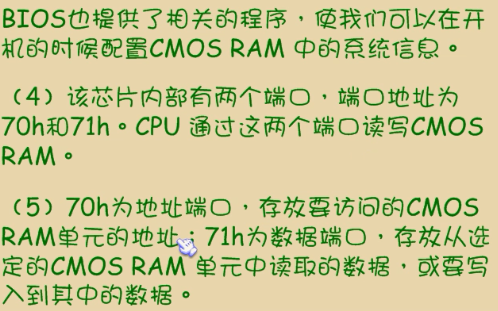 BIOS也提供了相关的程序，使我们可以在开
机的时候配置CMOS RAM 中的系统信息。
（4）该芯片内部有两个端口，端口地址为
70h和71h。CPU 通过这两个端口读写CMOS
RAM。
（5）70h为地址端口，存放要访问的CMOS
RAM单元的地址；71h为数据端口，存放从选
定的CMOS RAM 单元中读取的数据，或要写
入到其中的数据。